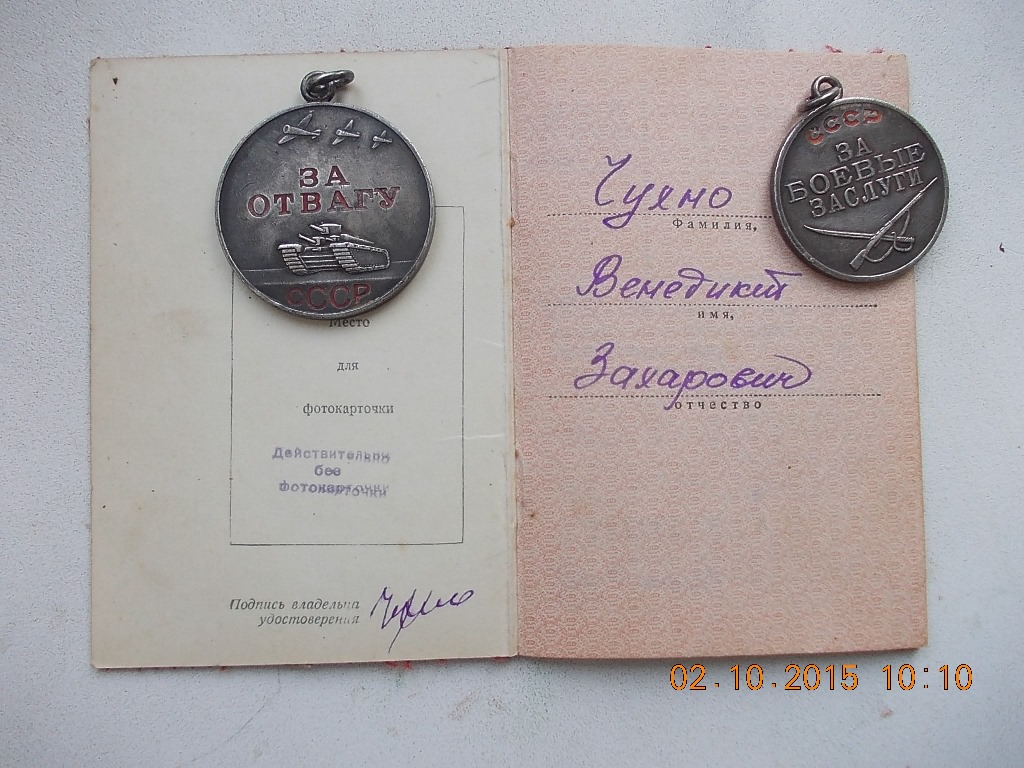 ЗА
ОТВАГУ
СССР
Место
для
фотокарточки
Действительно
без
фотокарточки
Подпись владельца
удостоверения
СССР
ЗА
БОЕВЫЕ
ЗАСЛУГИ
Чуяно
Фамилия,
Венедикт
имя,
Захарович
отчество
02.10.2015 10:10